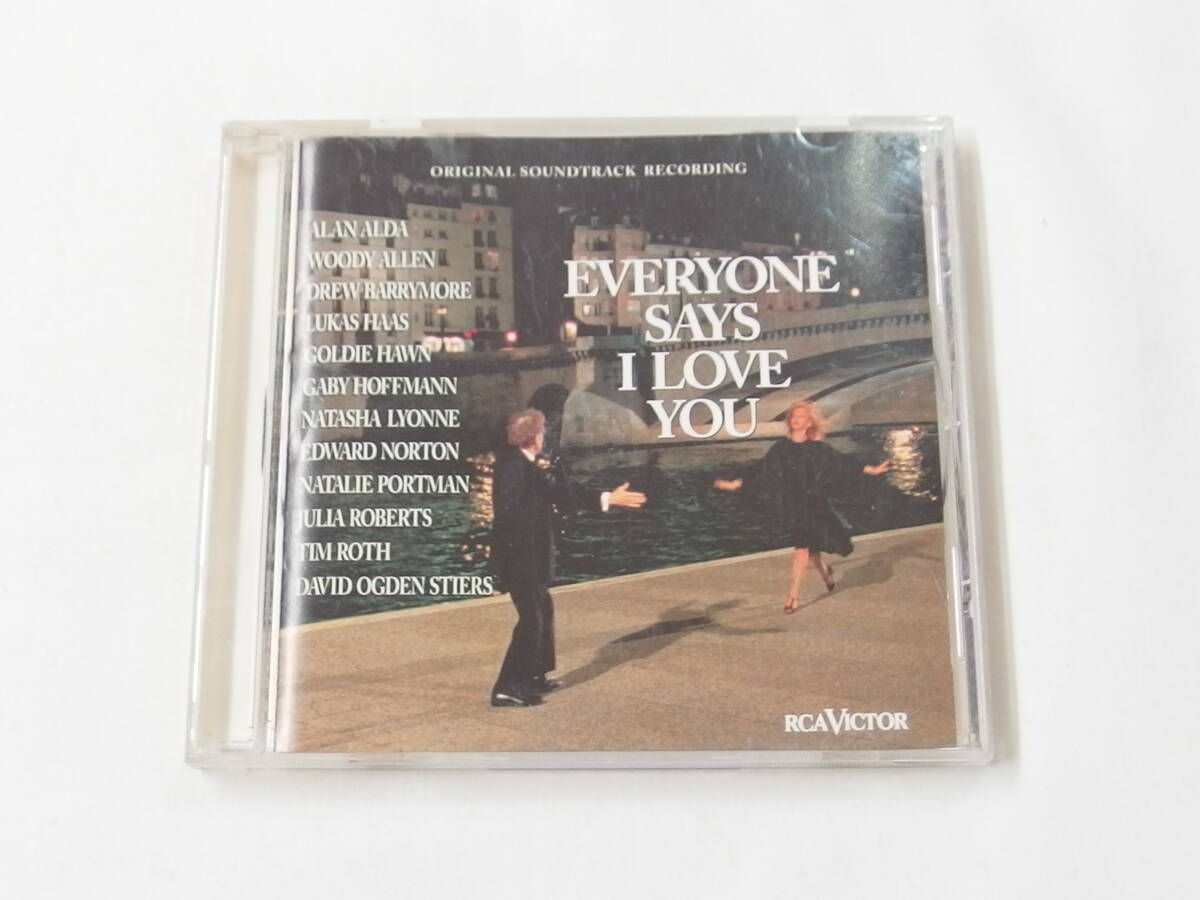 ORIGINAL SOUNDTRACK RECORDING
ALAN ALDA
WOODY ALLEN
DREW BARRYMORE
LUKAS HAAS
GOLDIE HAWN
GABY HOFFMANN
NATASHA LYONNE
EDWARD NORTON
NATALIE PORTMAN
JULIA ROBERTS
TIM ROTH
DAVID OGDEN STIERS
EVERYONE
SAYS
I LOVE
YOU
RCA VICTOR